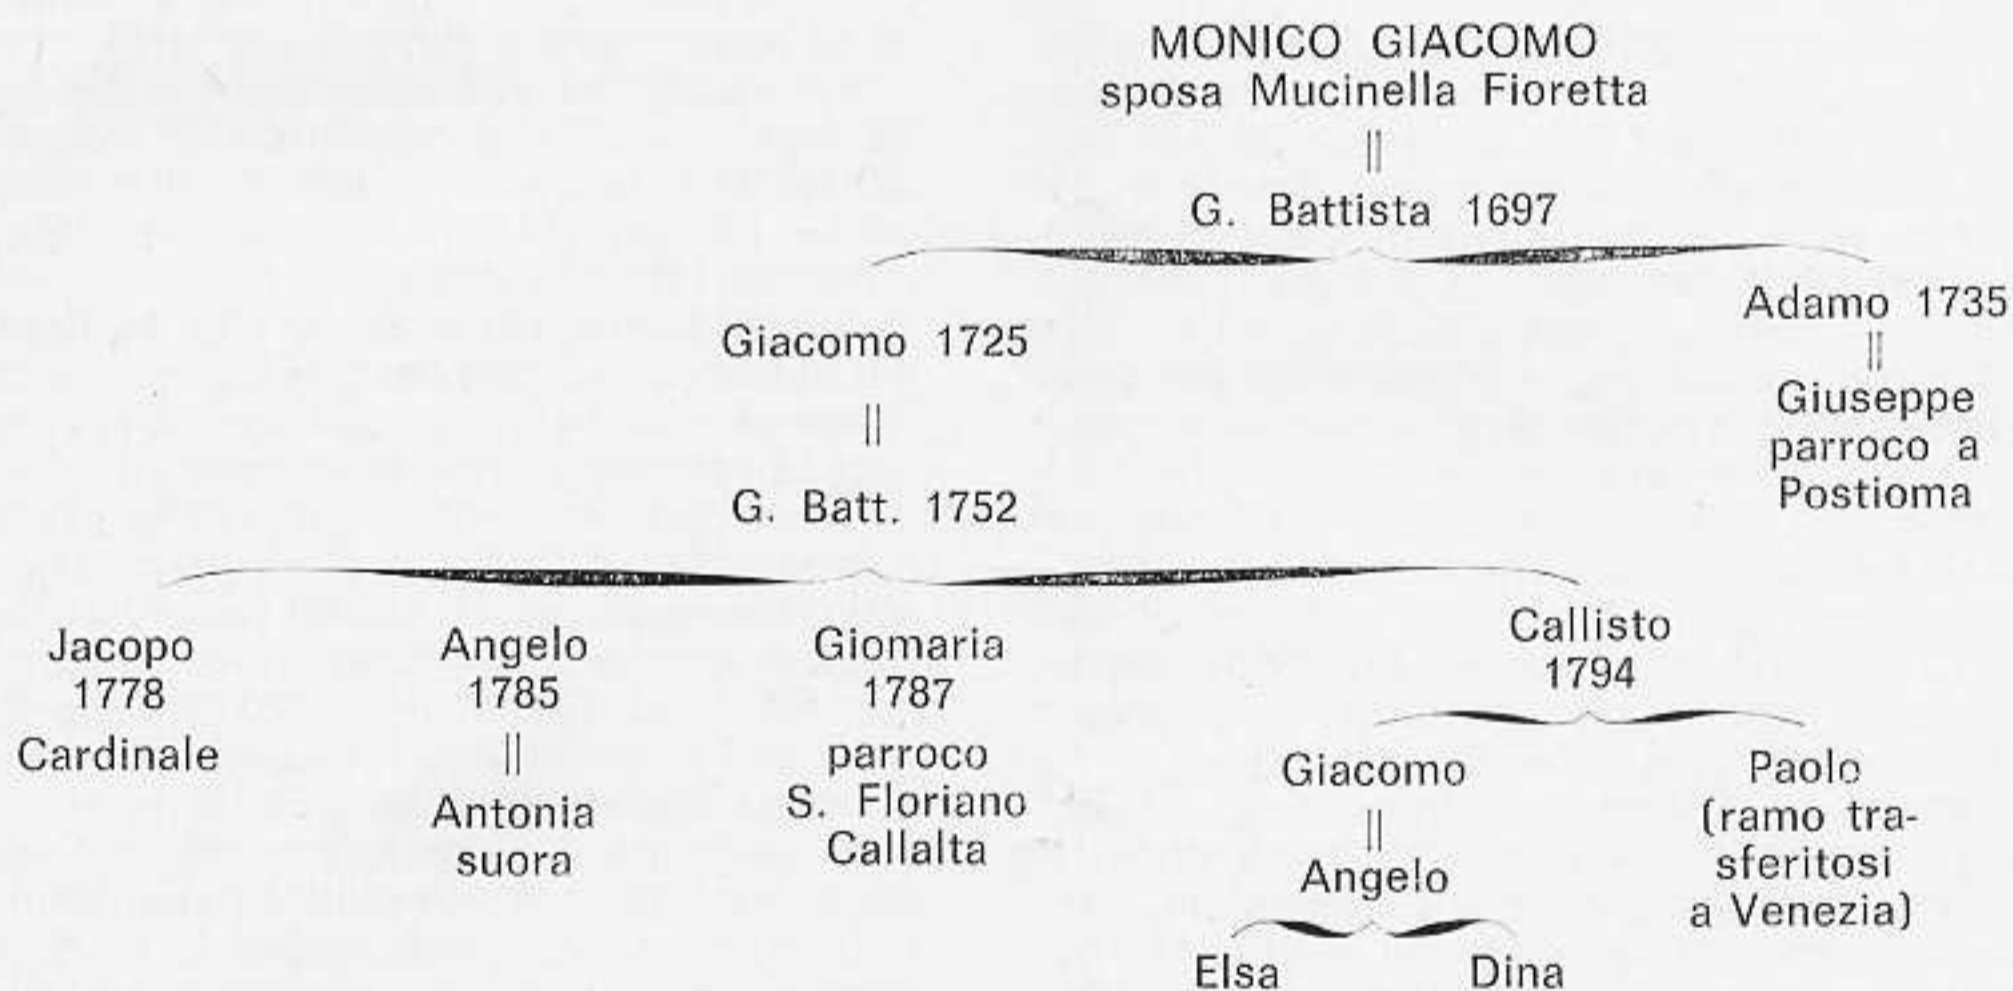 MONICO GIACOMO
sposa Mucinella Fioretta
G. Battista 1697
Giacomo 1725
Adamo 1735
Giuseppe
parroco a
Postioma
G. Batt. 1752
Jacopo
1778
Cardinale
Angelo
1785
Antonia
suora
Giomaria
1787
parroco
S. Floriano
Callalta
Callisto
1794
Giacomo
Angelo
Elsa
Dina
Paolo
(ramo tra-
sferitosi
a Venezia)